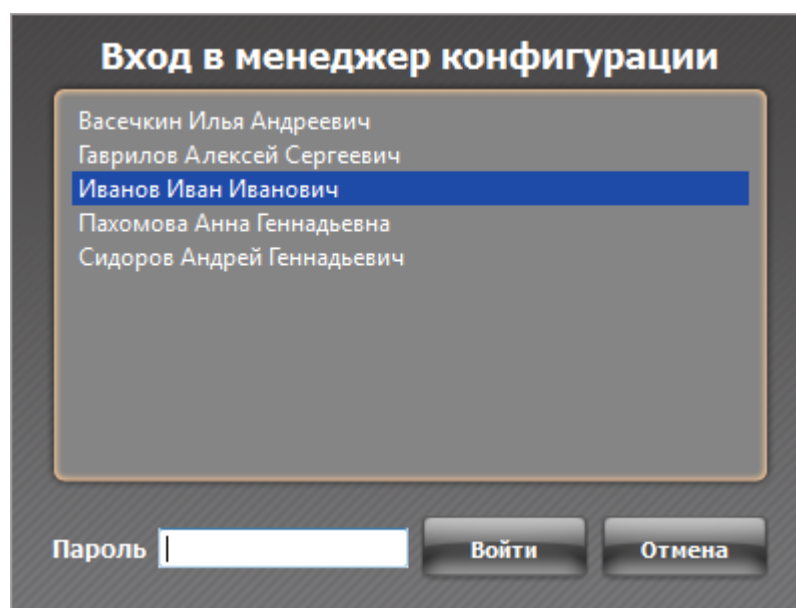 Вход в менеджер конфигурации
Васечкин Илья Андреевич
Гаврилов Алексей Сергеевич
Иванов Иван Иванович
Пахомова Анна Геннадьевна
Сидоров Андрей Геннадьевич
Пароль Войти Отмена